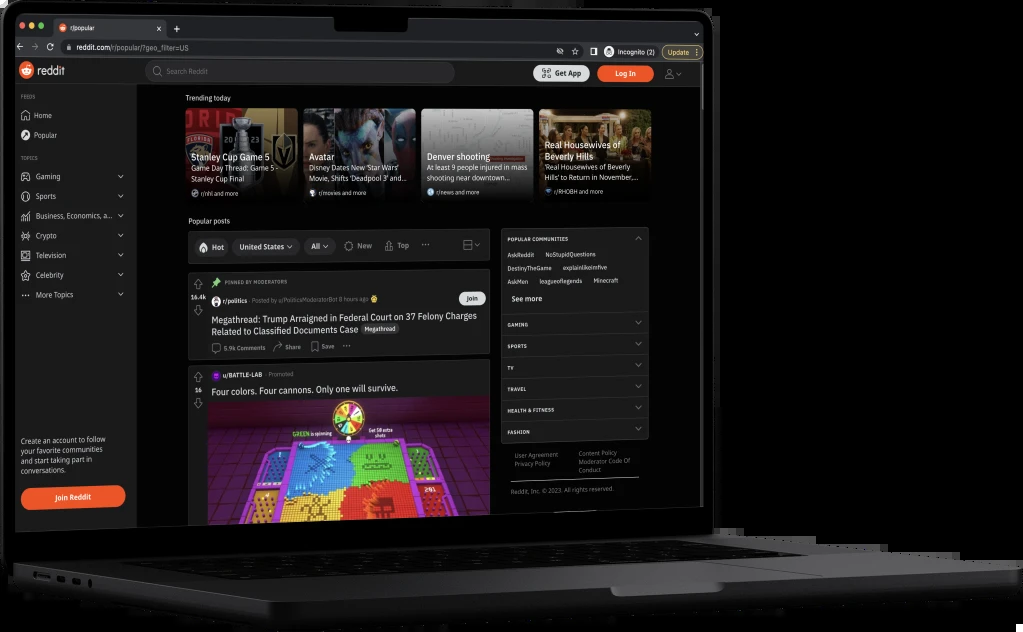 r/popular
reddit.com/r/popular/?geo_filter=US
Incognito (2)
Update
reddit
Search Reddit
Get App
Log In
FEEDS
Home
Popular
TOPICS
Gaming
Sports
Business, Economics, a...
Crypto
Television
Celebrity
More Topics
Create an account to follow
your favorite communities
and start taking part in
conversations.
Join Reddit
Trending today
Stanley Cup Game 5
Game Day Thread: Game 5 -
Stanley Cup Final
r/nhl and more
Avatar
Disney Dates New 'Star Wars'
Movie, Shifts 'Deadpool 3' and...
r/movies and more
Denver shooting
At least 9 people injured in mass
shooting near downtown...
r/news and more
Real Housewives of
Beverly Hills
'Real Housewives of Beverly
Hills' to Return in November,...
r/RHOBH and more
Popular posts
Hot
United States
All
New
Top
PINNED BY MODERATORS
16.4k
r/politics · Posted by u/PoliticsModeratorBot 8 hours ago
Join
Megathread: Trump Arraigned in Federal Court on 37 Felony Charges
Related to Classified Documents Case Megathread
5.9k Comments
Share
Save
u/BATTLE-LAB · Promoted
16
Four colors. Four cannons. Only one will survive.
GREEN is spinning
Get 50 extra
shots
POPULAR COMMUNITIES
AskReddit NoStupidQuestions
DestinyTheGame explainlikeimfive
AskMen leagueoflegends Minecraft
See more
GAMING
SPORTS
TV
TRAVEL
HEALTH & FITNESS
FASHION
User Agreement
Privacy Policy
Content Policy
Moderator Code Of
Conduct
Reddit, Inc. © 2023. All rights reserved.